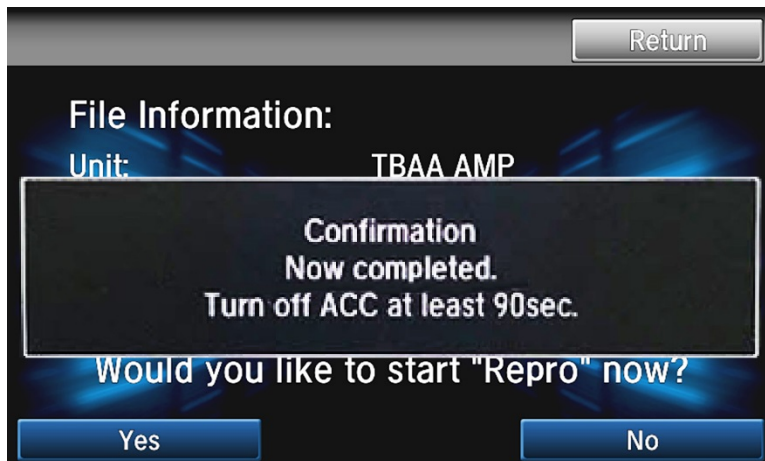 Return
File Information:
Unit: TBAA AMP
Confirmation
Now completed.
Turn off ACC at least 90sec.
Would you like to start "Repro" now?
Yes No